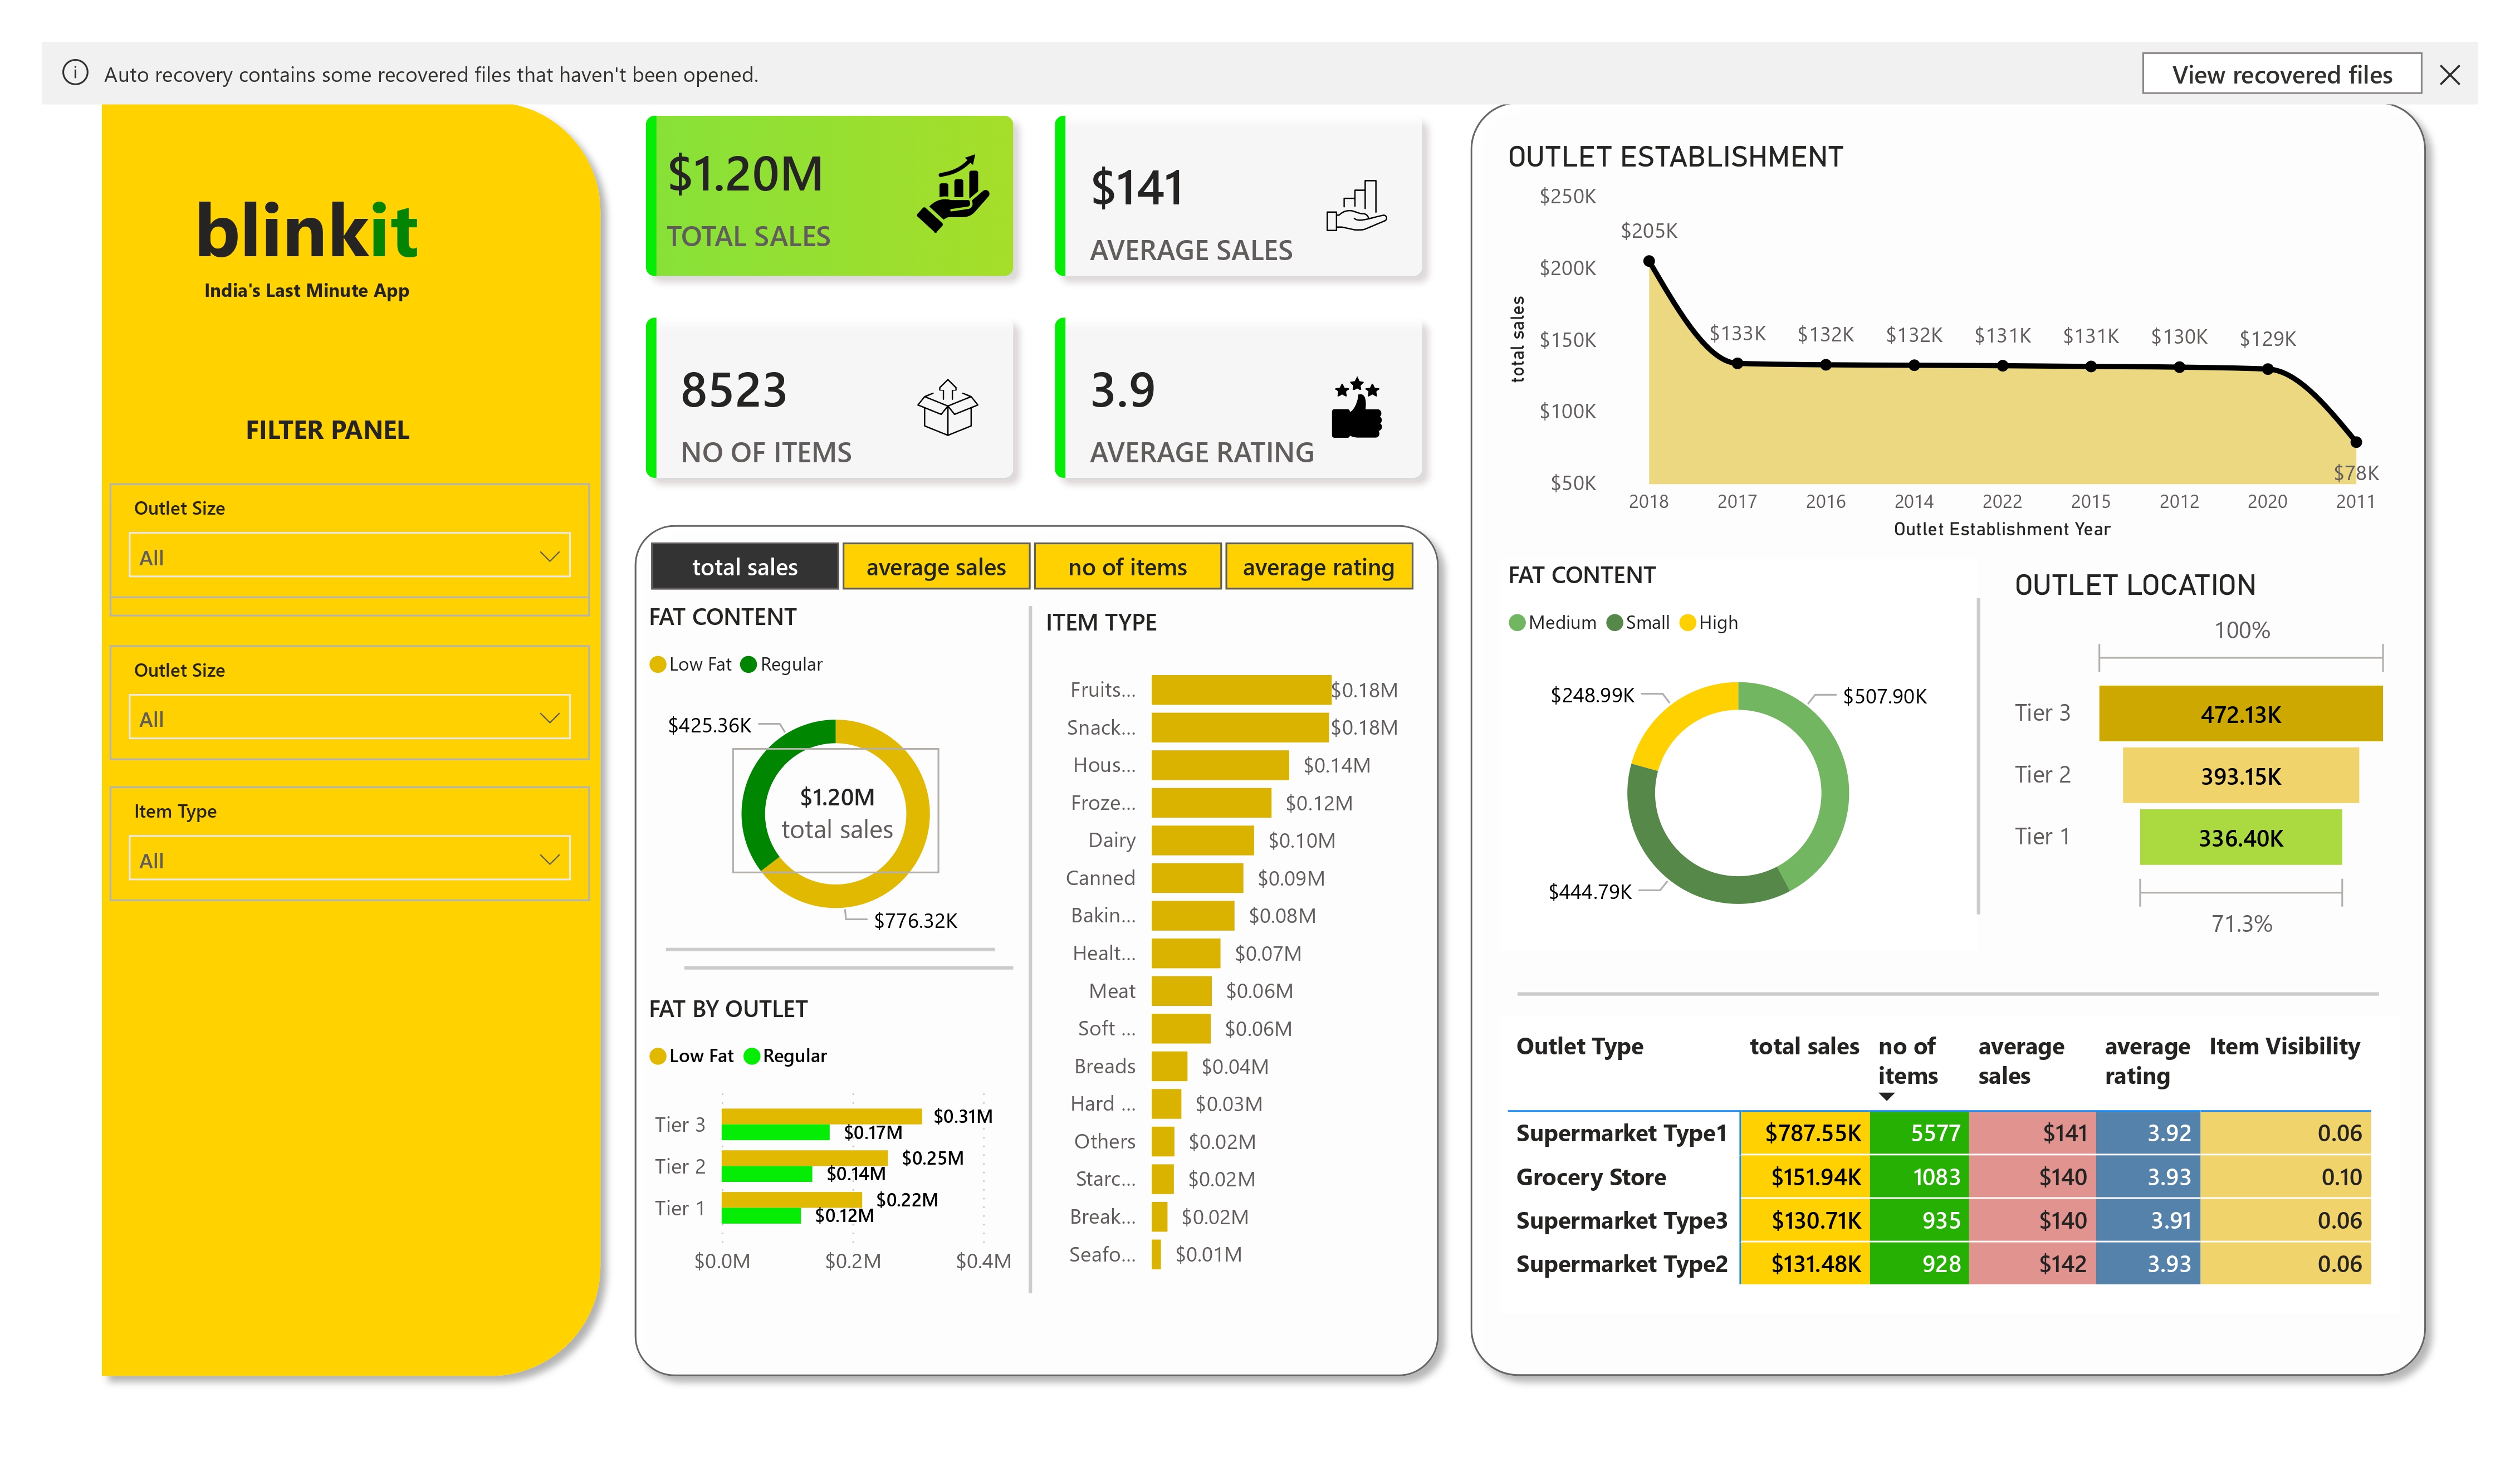 Auto recovery contains some recovered files that haven't been opened.
View recovered files
blinkit
India's Last Minute App
FILTER PANEL
Outlet Size
All
Outlet Size
All
Item Type
All
$1.20M
TOTAL SALES
$141
AVERAGE SALES
8523
NO OF ITEMS
3.9
AVERAGE RATING
total sales
average sales
no of items
average rating
FAT CONTENT
Low Fat Regular
$425.36K
$1.20M
total sales
$776.32K
FAT BY OUTLET
Low Fat Regular
Tier 3 $0.31M
$0.17M
Tier 2 $0.25M
$0.14M
Tier 1 $0.22M
$0.12M
$0.0M $0.2M $0.4M
ITEM TYPE
Fruits... $0.18M
Snack... $0.18M
Hous... $0.14M
Froze... $0.12M
Dairy $0.10M
Canned $0.09M
Bakin... $0.08M
Healt... $0.07M
Meat $0.06M
Soft ... $0.06M
Breads $0.04M
Hard ... $0.03M
Others $0.02M
Starc... $0.02M
Break... $0.02M
Seafo... $0.01M
OUTLET ESTABLISHMENT
total sales
$250K
$200K
$150K
$100K
$50K
$205K $133K $132K $132K $131K $131K $130K $129K $78K
2018 2017 2016 2014 2022 2015 2012 2020 2011
Outlet Establishment Year
FAT CONTENT
Medium Small High
$248.99K
$507.90K
$444.79K
OUTLET LOCATION
100%
Tier 3 472.13K
Tier 2 393.15K
Tier 1 336.40K
71.3%
Outlet Type total sales no of items average sales average rating Item Visibility
Supermarket Type1 $787.55K 5577 $141 3.92 0.06
Grocery Store $151.94K 1083 $140 3.93 0.10
Supermarket Type3 $130.71K 935 $140 3.91 0.06
Supermarket Type2 $131.48K 928 $142 3.93 0.06